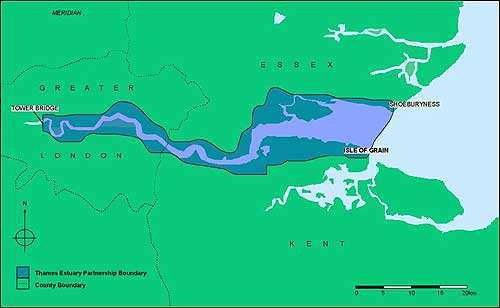 MERIDIAN
ESSEX
GREATER
TOWER BRIDGE
SHOEBURYNESS
LONDON
ISLE OF GRAIN
N
KENT
Thames Estuary Partnership Boundary
County Boundary
0 5 10 15 20km